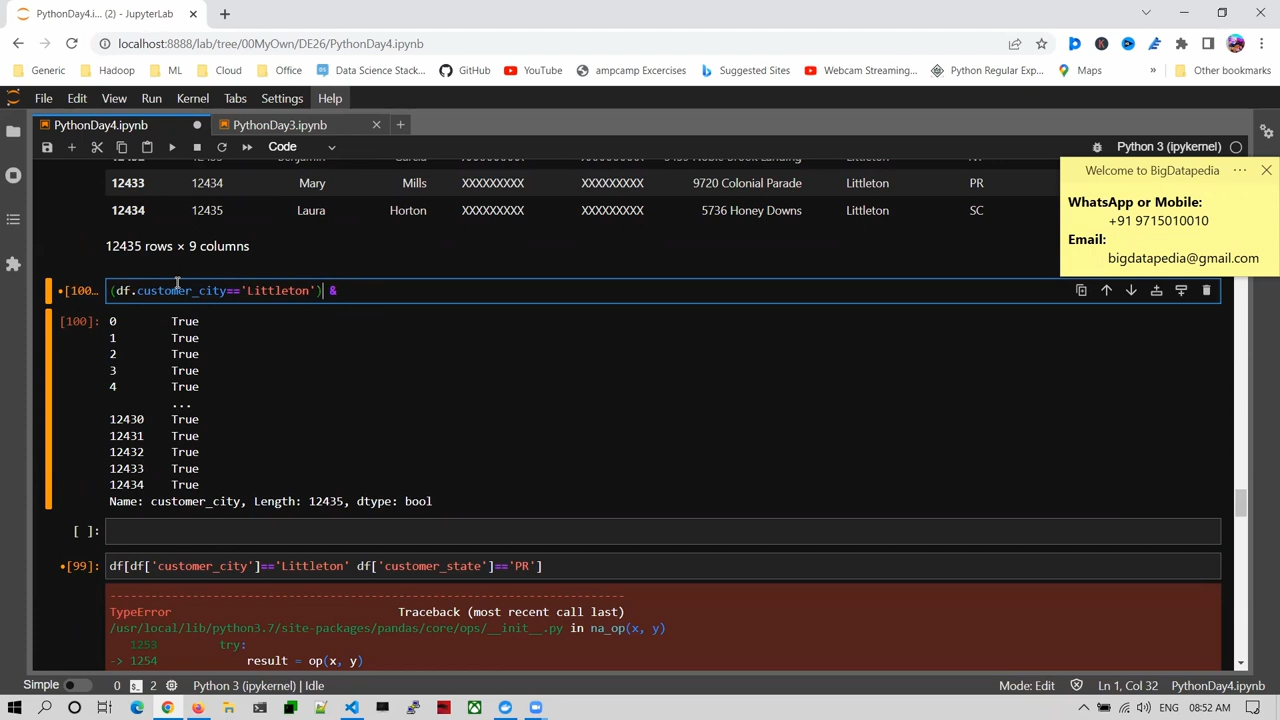 PythonDay4.i... (2) - JupyterLab
localhost:8888/lab/tree/00MyOwn/DE26/PythonDay4.ipynb
Generic Hadoop ML Cloud Office Data Science Stack... GitHub YouTube ampcamp Excercises Suggested Sites Webcam Streaming... Python Regular Exp... Maps » Other bookmarks
File Edit View Run Kernel Tabs Settings Help
PythonDay4.ipynb PythonDay3.ipynb
Code Python 3 (ipykernel)
12433 12434 Mary Mills XXXXXXXXX XXXXXXXXX 9720 Colonial Parade Littleton PR
12434 12435 Laura Horton XXXXXXXXX XXXXXXXXX 5736 Honey Downs Littleton SC
12435 rows × 9 columns
Welcome to BigDatapedia ...
WhatsApp or Mobile:
+91 9715010010
Email:
bigdatapedia@gmail.com
[100... (df.customer_city=='Littleton') &
[100]: 0 True
1 True
2 True
3 True
4 True
...
12430 True
12431 True
12432 True
12433 True
12434 True
Name: customer_city, Length: 12435, dtype: bool
[ ]:
[99]: df[df['customer_city']=='Littleton' df['customer_state']=='PR']
---------------------------------------------------------------------------
TypeError Traceback (most recent call last)
/usr/local/lib/python3.7/site-packages/pandas/core/ops/__init__.py in na_op(x, y)
1253 try:
-> 1254 result = op(x, y)
Simple 0 2 Python 3 (ipykernel) | Idle Mode: Edit Ln 1, Col 32 PythonDay4.ipynb
ENG 08:52 AM